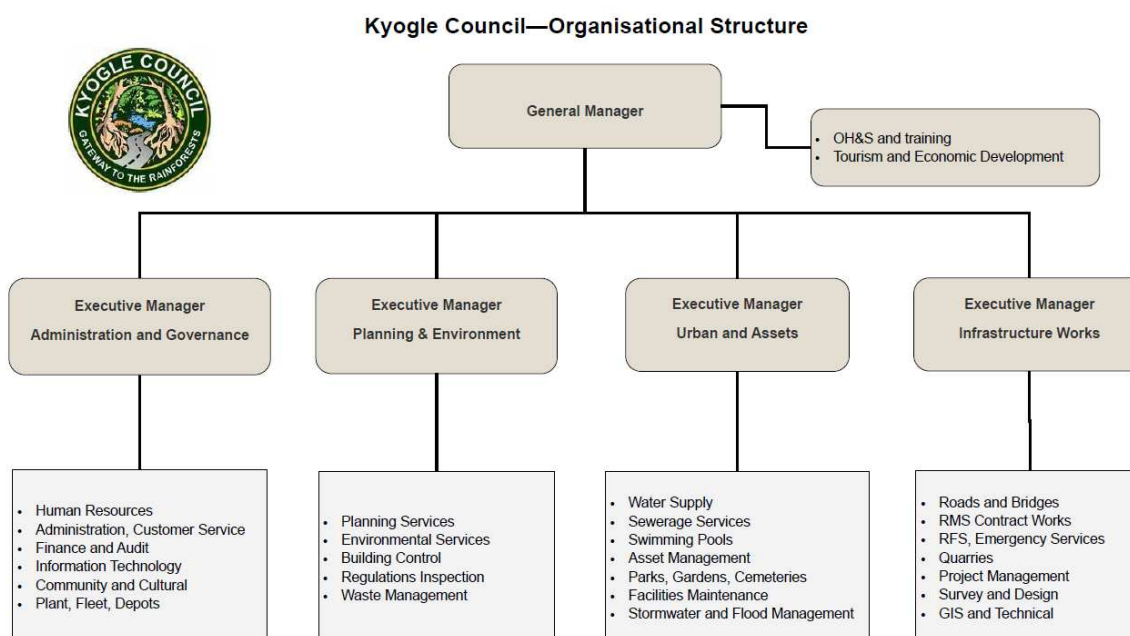 Kyogle Council—Organisational Structure
KYOGLE COUNCIL
GATEWAY TO THE RAINFORESTS
General Manager
• OH&S and training
• Tourism and Economic Development
Executive Manager
Administration and Governance
Executive Manager
Planning & Environment
Executive Manager
Urban and Assets
Executive Manager
Infrastructure Works
• Human Resources
• Administration, Customer Service
• Finance and Audit
• Information Technology
• Community and Cultural
• Plant, Fleet, Depots
• Planning Services
• Environmental Services
• Building Control
• Regulations Inspection
• Waste Management
• Water Supply
• Sewerage Services
• Swimming Pools
• Asset Management
• Parks, Gardens, Cemeteries
• Facilities Maintenance
• Stormwater and Flood Management
• Roads and Bridges
• RMS Contract Works
• RFS, Emergency Services
• Quarries
• Project Management
• Survey and Design
• GIS and Technical